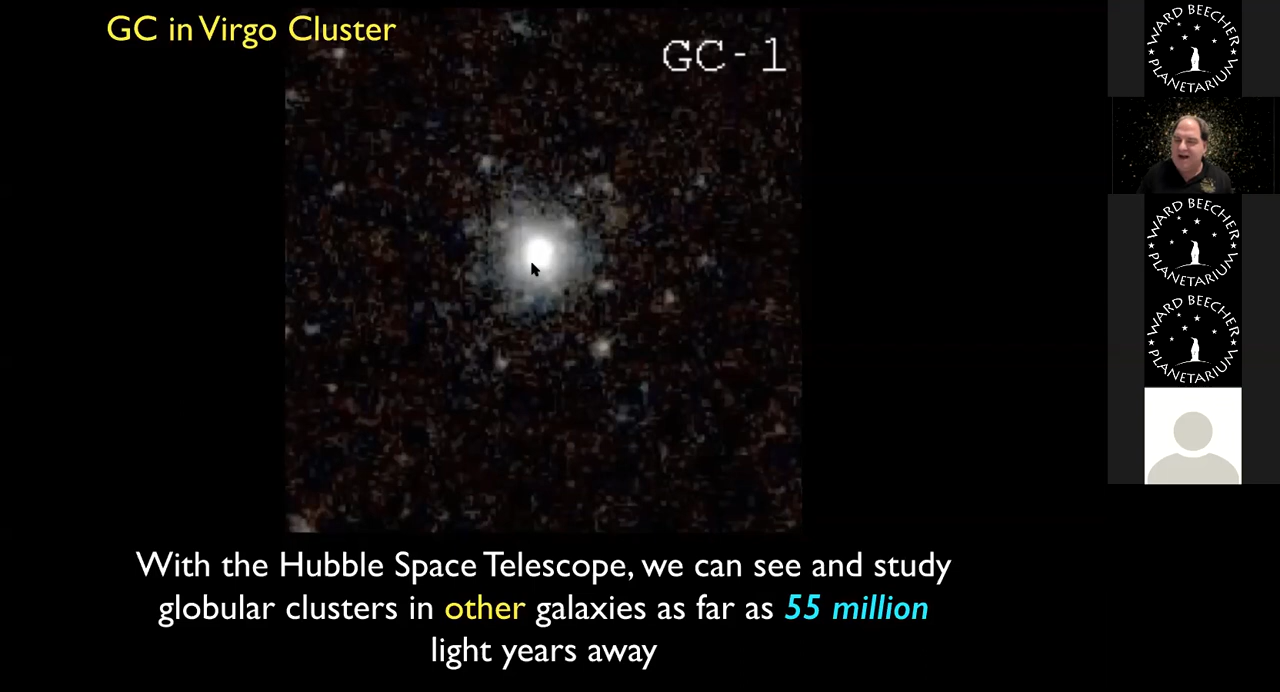 GC in Virgo Cluster
GC-1
With the Hubble Space Telescope, we can see and study
globular clusters in other galaxies as far as 55 million
light years away
WARD BEECHER
PLANETARIUM
WARD BEECHER
PLANETARIUM
WARD BEECHER
PLANETARIUM